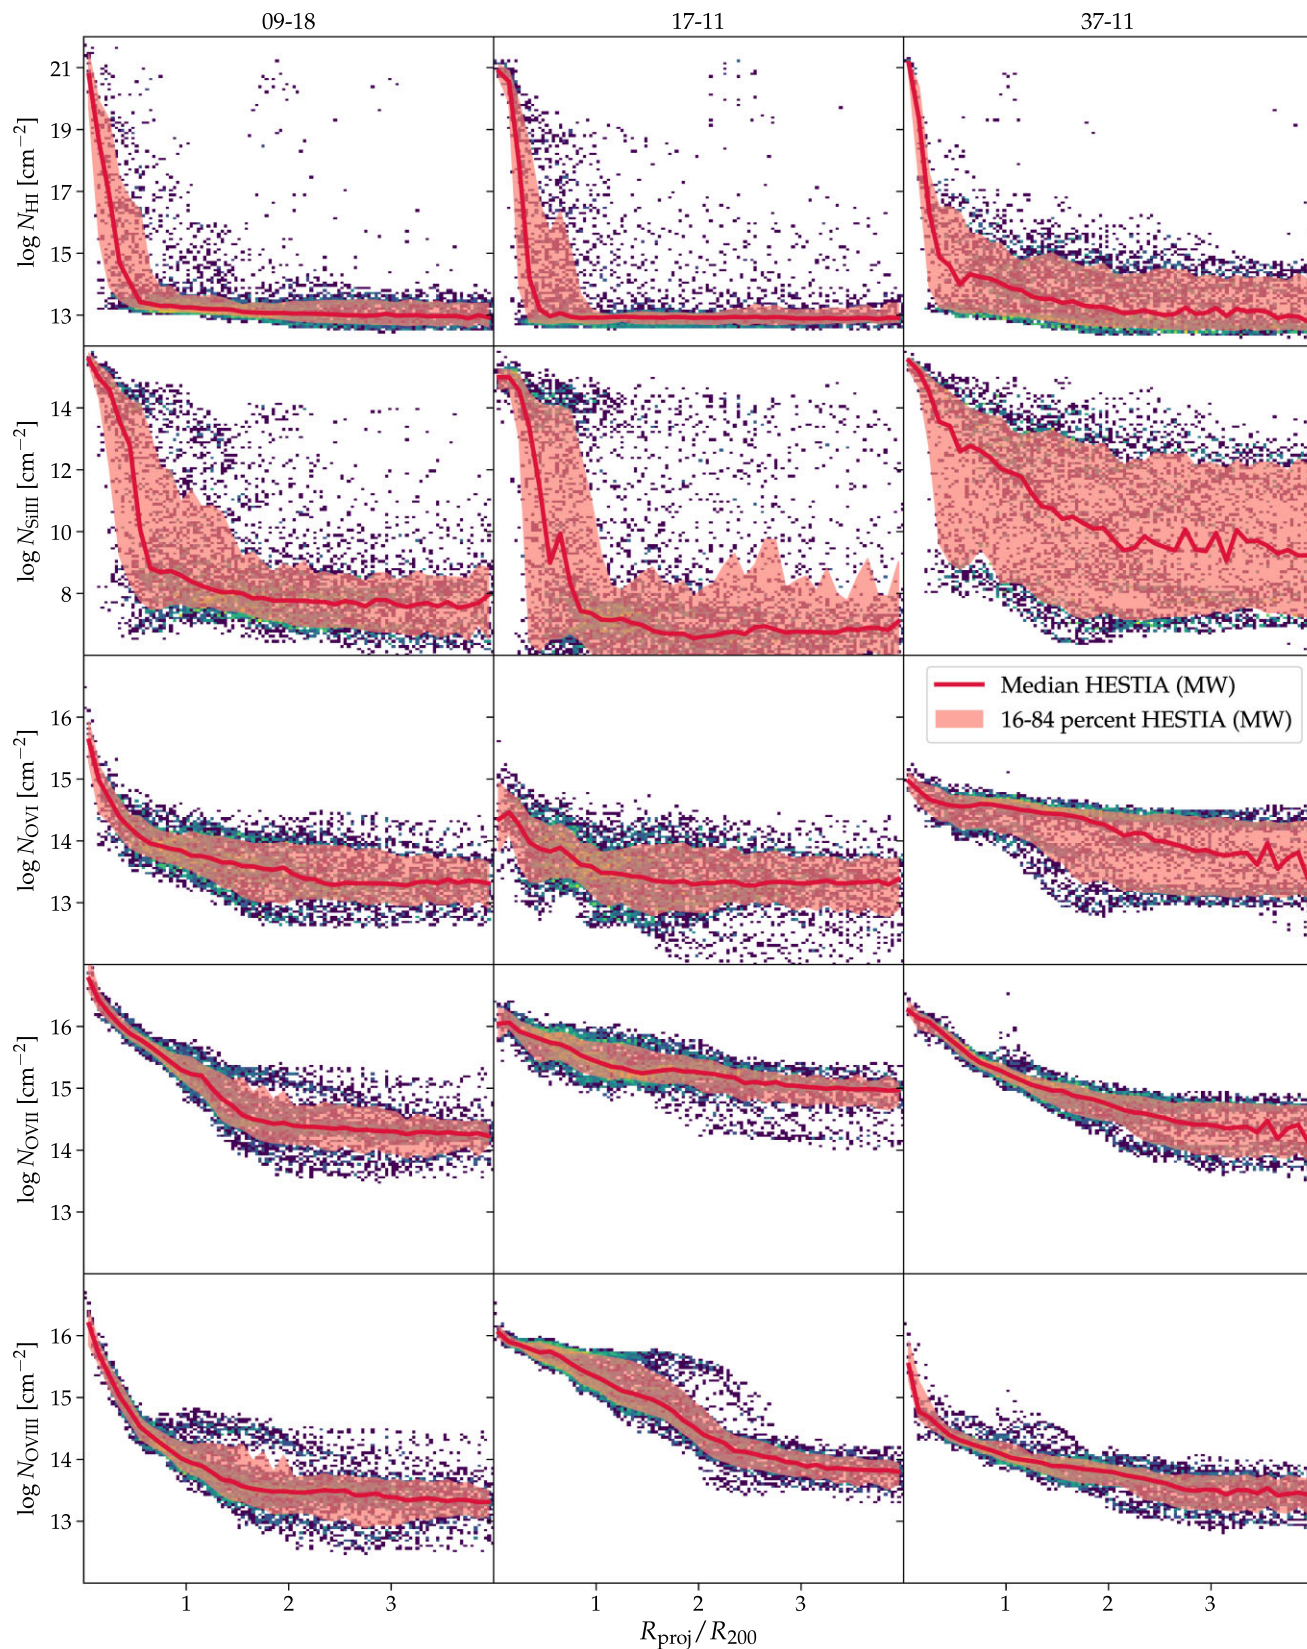 09-18 17-11 37-11
21
19
17
15
13
log N_HI [cm⁻²]
14
12
10
8
log N_SiIII [cm⁻²]
Median HESTIA (MW)
16-84 percent HESTIA (MW)
16
15
14
13
log N_OVI [cm⁻²]
16
15
14
13
log N_OVII [cm⁻²]
16
15
14
13
log N_OVIII [cm⁻²]
1 2 3 1 2 3 1 2 3
R_proj/R_200